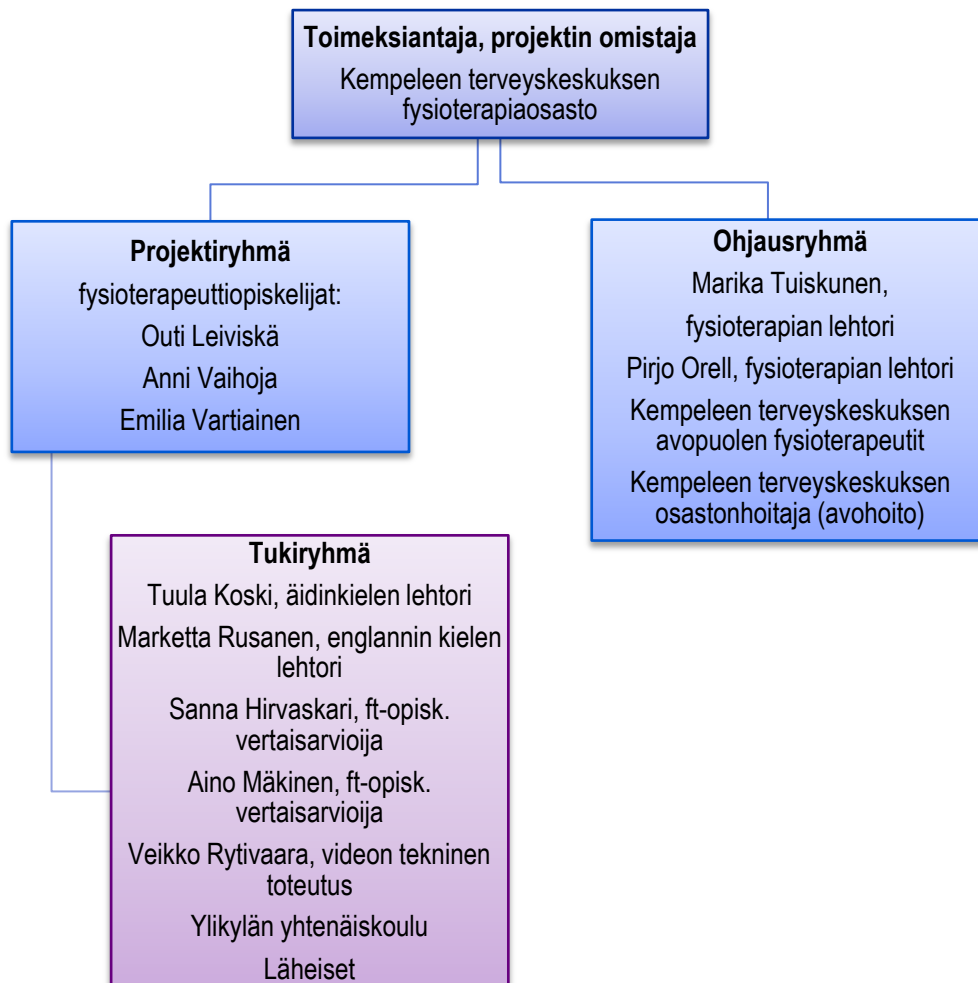 Toimeksiantaja, projektin omistaja
Kempeleen terveyskeskuksen
fysioterapiaosasto
Projektiryhmä
fysioterapeuttiopiskelijat:
Outi Leiviskä
Anni Vaihoja
Emilia Vartiainen
Ohjausryhmä
Marika Tuiskunen,
fysioterapian lehtori
Pirjo Orell, fysioterapian lehtori
Kempeleen terveyskeskuksen
avopuolen fysioterapeutit
Kempeleen terveyskeskuksen
osastonhoitaja (avohoito)
Tukiryhmä
Tuula Koski, äidinkielen lehtori
Marketta Rusanen, englannin kielen
lehtori
Sanna Hirvaskari, ft-opisk.
vertaisarvioija
Aino Mäkinen, ft-opisk.
vertaisarvioija
Veikko Rytivaara, videon tekninen
toteutus
Ylikylän yhtenäiskoulu
Läheiset